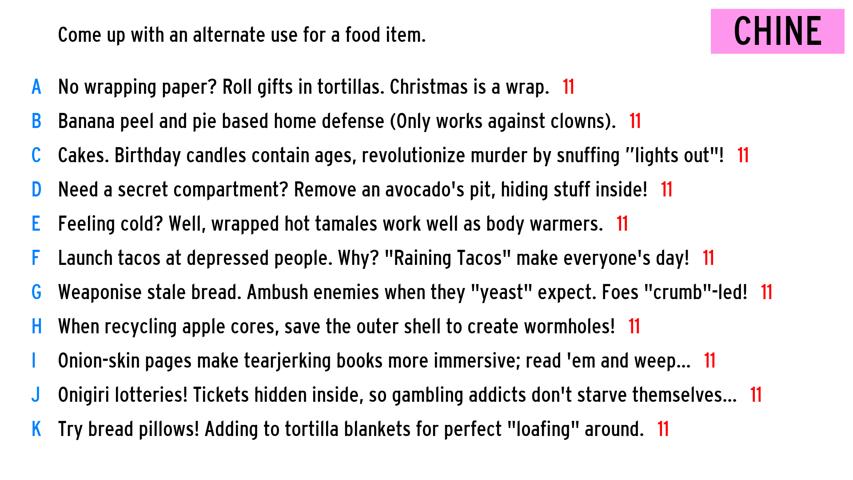 Come up with an alternate use for a food item.
CHINE
A No wrapping paper? Roll gifts in tortillas. Christmas is a wrap. 11
B Banana peel and pie based home defense (Only works against clowns). 11
C Cakes. Birthday candles contain ages, revolutionize murder by snuffing "lights out"! 11
D Need a secret compartment? Remove an avocado's pit, hiding stuff inside! 11
E Feeling cold? Well, wrapped hot tamales work well as body warmers. 11
F Launch tacos at depressed people. Why? "Raining Tacos" make everyone's day! 11
G Weaponise stale bread. Ambush enemies when they "yeast" expect. Foes "crumb"-led! 11
H When recycling apple cores, save the outer shell to create wormholes! 11
I Onion-skin pages make tearjerking books more immersive; read 'em and weep... 11
J Onigiri lotteries! Tickets hidden inside, so gambling addicts don't starve themselves... 11
K Try bread pillows! Adding to tortilla blankets for perfect "loafing" around. 11